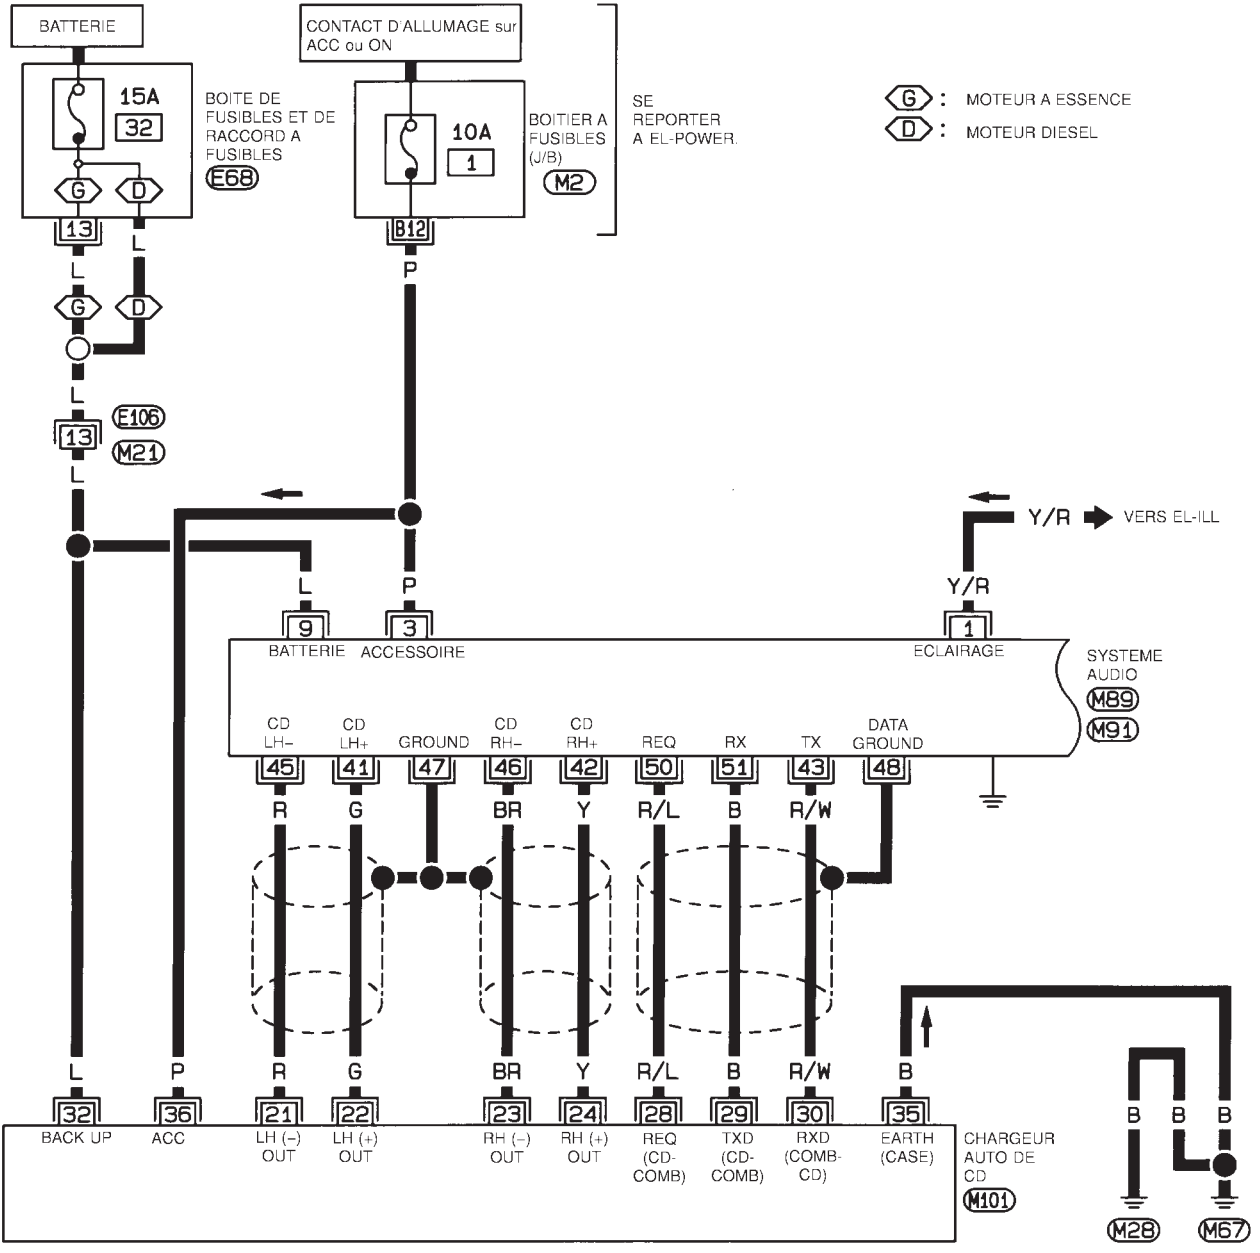 BATTERIE
CONTACT D'ALLUMAGE sur
ACC ou ON
15A
32
BOITE DE
FUSIBLES ET DE
RACCORD A
FUSIBLES
E68
10A
1
BOITIER A
FUSIBLES
(J/B)
M2
SE
REPORTER
A EL-POWER.
G : MOTEUR A ESSENCE
D : MOTEUR DIESEL
G D
13
B12
L
L
P
G D
L
E106
13
M21
L
Y/R
VERS EL-ILL
L
P
Y/R
9
3
1
BATTERIE
ACCESSOIRE
ECLAIRAGE
SYSTEME
AUDIO
M89
M91
CD
LH-
CD
LH+
GROUND
CD
RH-
CD
RH+
REQ
RX
TX
DATA
GROUND
45 41 47 46 42 50 51 43 48
R G BR Y R/L B R/W
L P R G BR Y R/L B R/W B
B B B
32 36 21 22 23 24 28 29 30 35
BACK UP
ACC
LH (-)
OUT
LH (+)
OUT
RH (-)
OUT
RH (+)
OUT
REQ
(CD-
COMB)
TXD
(CD-
COMB)
RXD
(COMB-
CD)
EARTH
(CASE)
CHARGEUR
AUTO DE
CD
M101
M28
M67